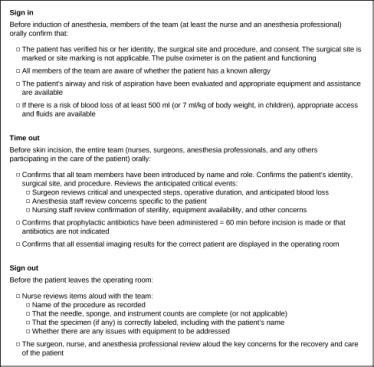 Sign in
Before induction of anesthesia, members of the team (at least the nurse and an anesthesia professional)
orally confirm that:
□ The patient has verified his or her identity, the surgical site and procedure, and consent. The surgical site is
marked or site marking is not applicable. The pulse oximeter is on the patient and functioning
□ All members of the team are aware of whether the patient has a known allergy
□ The patient's airway and risk of aspiration have been evaluated and appropriate equipment and assistance
are available
□ If there is a risk of blood loss of at least 500 ml (or 7 ml/kg of body weight, in children), appropriate access
and fluids are available
Time out
Before skin incision, the entire team (nurses, surgeons, anesthesia professionals, and any others
participating in the care of the patient) orally:
□ Confirms that all team members have been introduced by name and role. Confirms the patient's identity,
surgical site, and procedure. Reviews the anticipated critical events:
□ Surgeon reviews critical and unexpected steps, operative duration, and anticipated blood loss
□ Anesthesia staff review concerns specific to the patient
□ Nursing staff review confirmation of sterility, equipment availability, and other concerns
□ Confirms that prophylactic antibiotics have been administered = 60 min before incision is made or that
antibiotics are not indicated
□ Confirms that all essential imaging results for the correct patient are displayed in the operating room
Sign out
Before the patient leaves the operating room:
□ Nurse reviews items aloud with the team:
□ Name of the procedure as recorded
□ That the needle, sponge, and instrument counts are complete (or not applicable)
□ That the specimen (if any) is correctly labeled, including with the patient's name
□ Whether there are any issues with equipment to be addressed
□ The surgeon, nurse, and anesthesia professional review aloud the key concerns for the recovery and care
of the patient